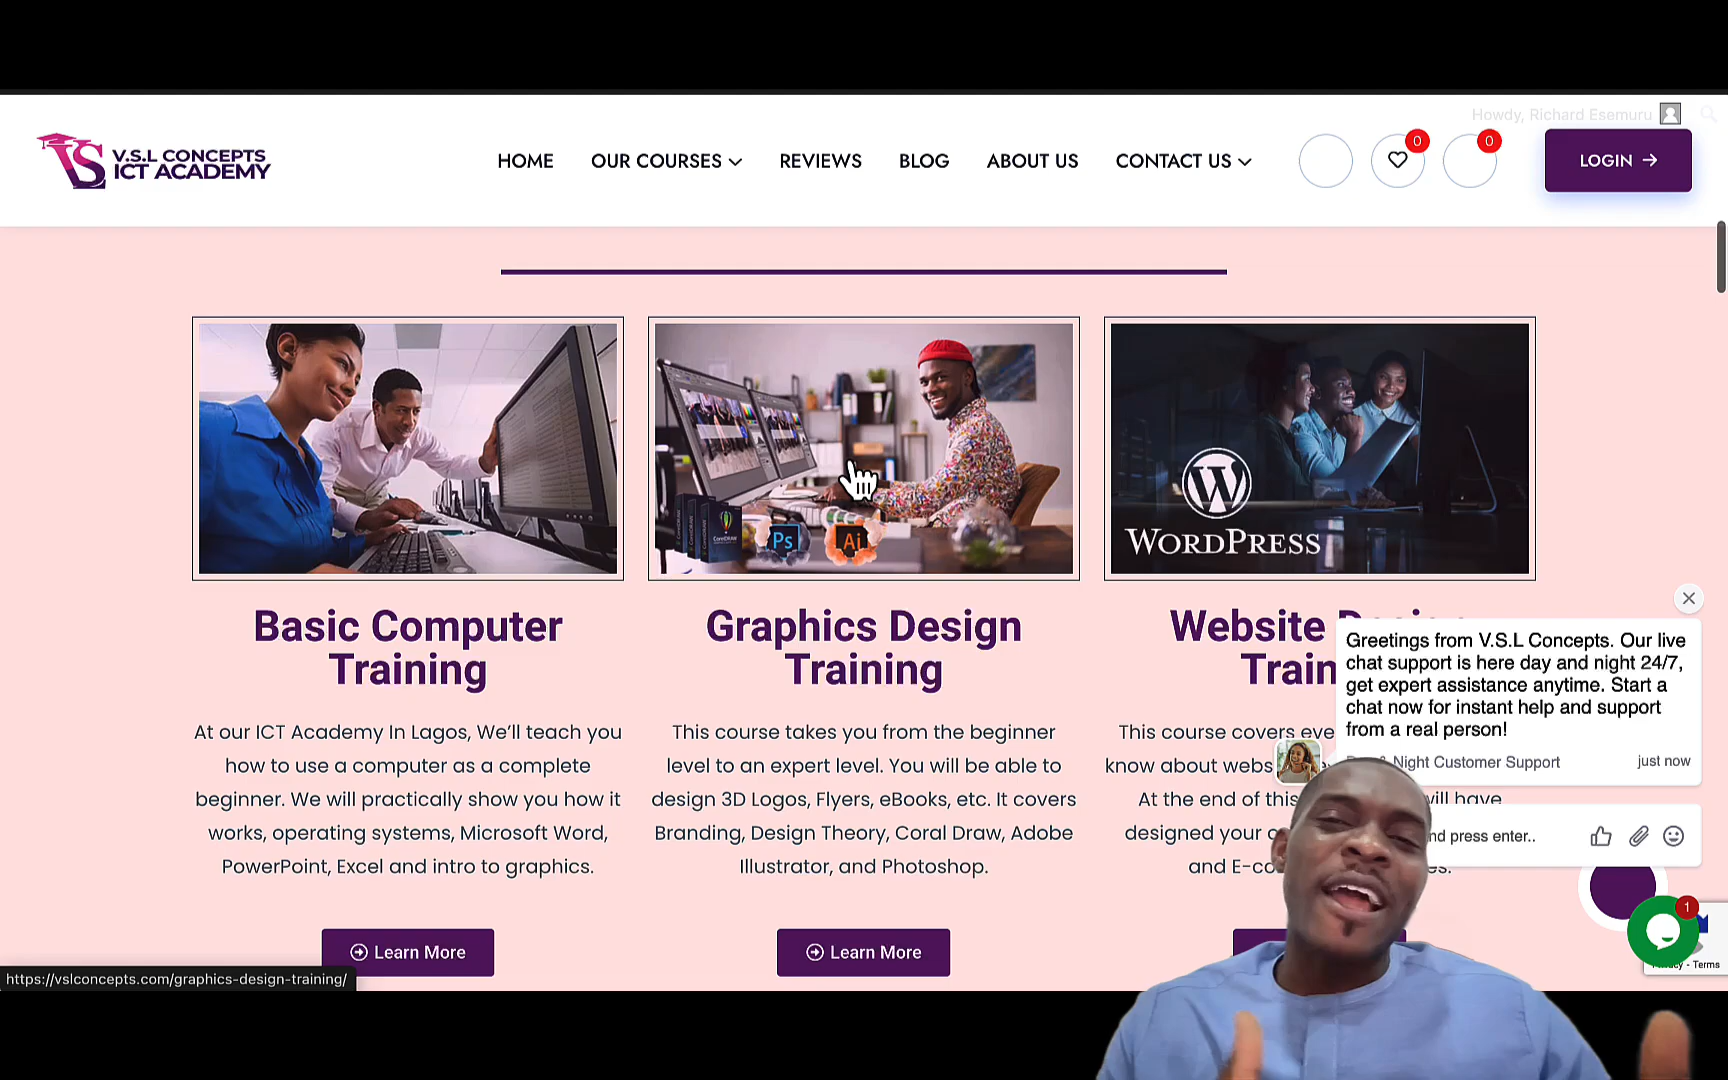 Howdy, Richard Esemuru
V.S.L CONCEPTS
ICT ACADEMY
HOME
OUR COURSES
REVIEWS
BLOG
ABOUT US
CONTACT US
0
0
LOGIN
CORELDRAW
Ps
Ai
W
WORDPRESS
Basic Computer
Training
At our ICT Academy In Lagos, We'll teach you
how to use a computer as a complete
beginner. We will practically show you how it
works, operating systems, Microsoft Word,
PowerPoint, Excel and intro to graphics.
Learn More
Graphics Design
Training
This course takes you from the beginner
level to an expert level. You will be able to
design 3D Logos, Flyers, eBooks, etc. It covers
Branding, Design Theory, Coral Draw, Adobe
Illustrator, and Photoshop.
Learn More
Website
This course covers
know about
At the end of this will have
designed your
and
Greetings from V.S.L Concepts. Our live
chat support is here day and night 24/7,
get expert assistance anytime. Start a
chat now for instant help and support
from a real person!
Night Customer Support
just now
press enter..
1
Privacy - Terms
https://vslconcepts.com/graphics-design-training/